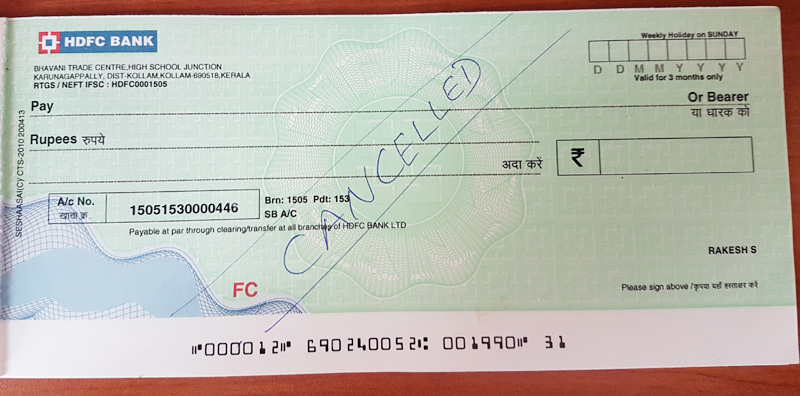 HDFC BANK
BHAVANI TRADE CENTRE,HIGH SCHOOL JUNCTION
KARUNAGAPPALLY, DIST-KOLLAM,KOLLAM-690518,KERALA
RTGS / NEFT IFSC : HDFC0001505
Weekly Holiday on SUNDAY
D D M M Y Y Y Y
Valid for 3 months only
Pay
Or Bearer
या धारक को
Rupees रुपये
अदा करें
₹
CANCELLED
A/c No.
खाता क्र.
15051530000446
Brn: 1505 Pdt: 153
SB A/C
Payable at par through clearing/transfer at all branches of HDFC BANK LTD
RAKESH S
FC
Please sign above /कृपया यहाँ हस्ताक्षर करें
SESHAASAI(C)/ CTS-2010 200413
⑈000012⑈ 690240052⑆ 001990⑈ 31